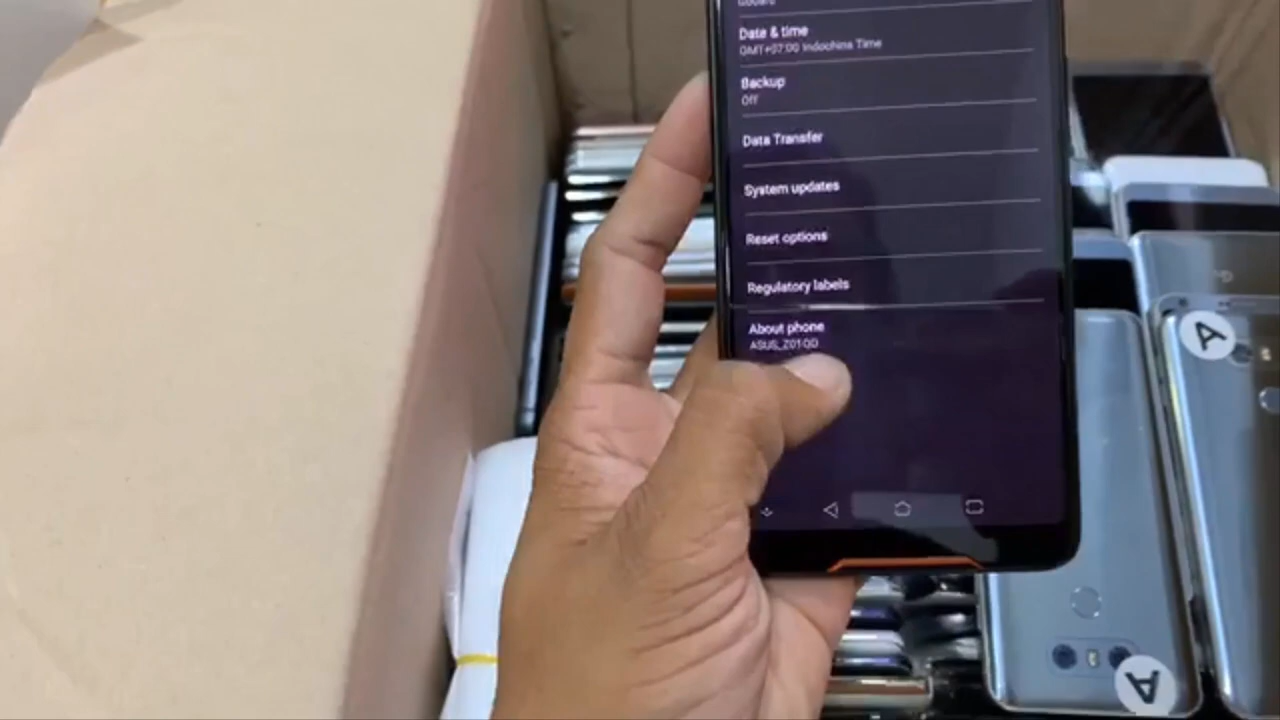 Gboard
Date & time
GMT+07:00 Indochina Time
Backup
Off
Data Transfer
System updates
Reset options
Regulatory labels
About phone
ASUS_Z01QD
A
A